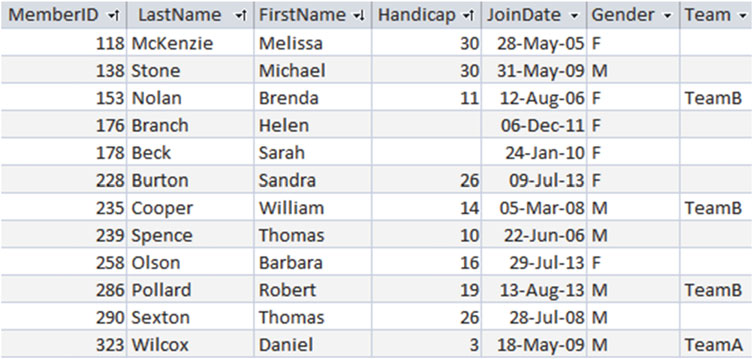 MemberID LastName FirstName Handicap JoinDate Gender Team
118 McKenzie Melissa 30 28-May-05 F
138 Stone Michael 30 31-May-09 M
153 Nolan Brenda 11 12-Aug-06 F TeamB
176 Branch Helen 06-Dec-11 F
178 Beck Sarah 24-Jan-10 F
228 Burton Sandra 26 09-Jul-13 F
235 Cooper William 14 05-Mar-08 M TeamB
239 Spence Thomas 10 22-Jun-06 M
258 Olson Barbara 16 29-Jul-13 F
286 Pollard Robert 19 13-Aug-13 M TeamB
290 Sexton Thomas 26 28-Jul-08 M
323 Wilcox Daniel 3 18-May-09 M TeamA